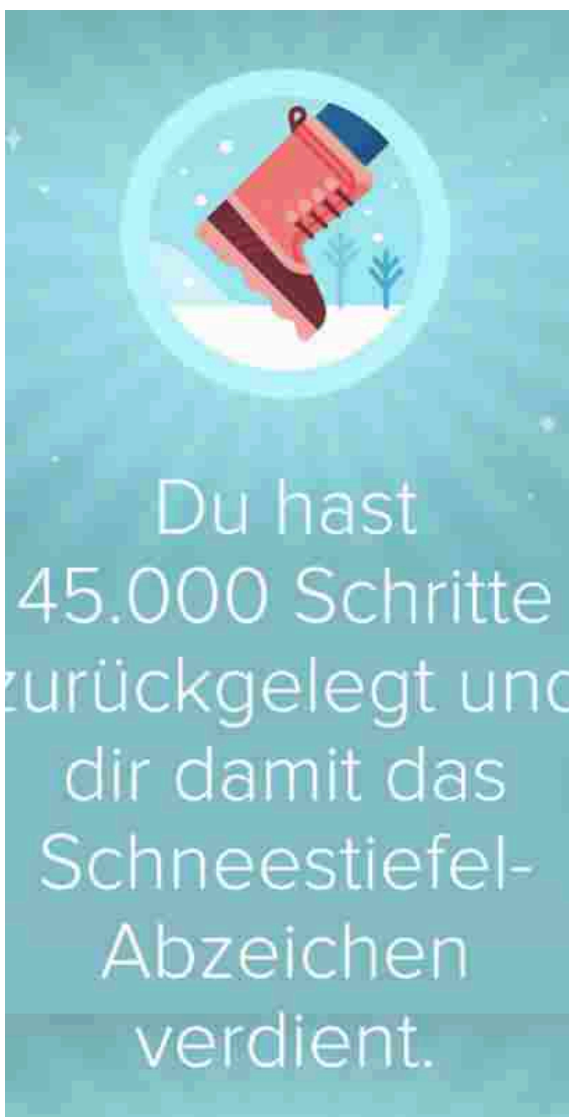 Du hast
45.000 Schritte
zurückgelegt und
dir damit das
Schneestiefel-
Abzeichen
verdient.